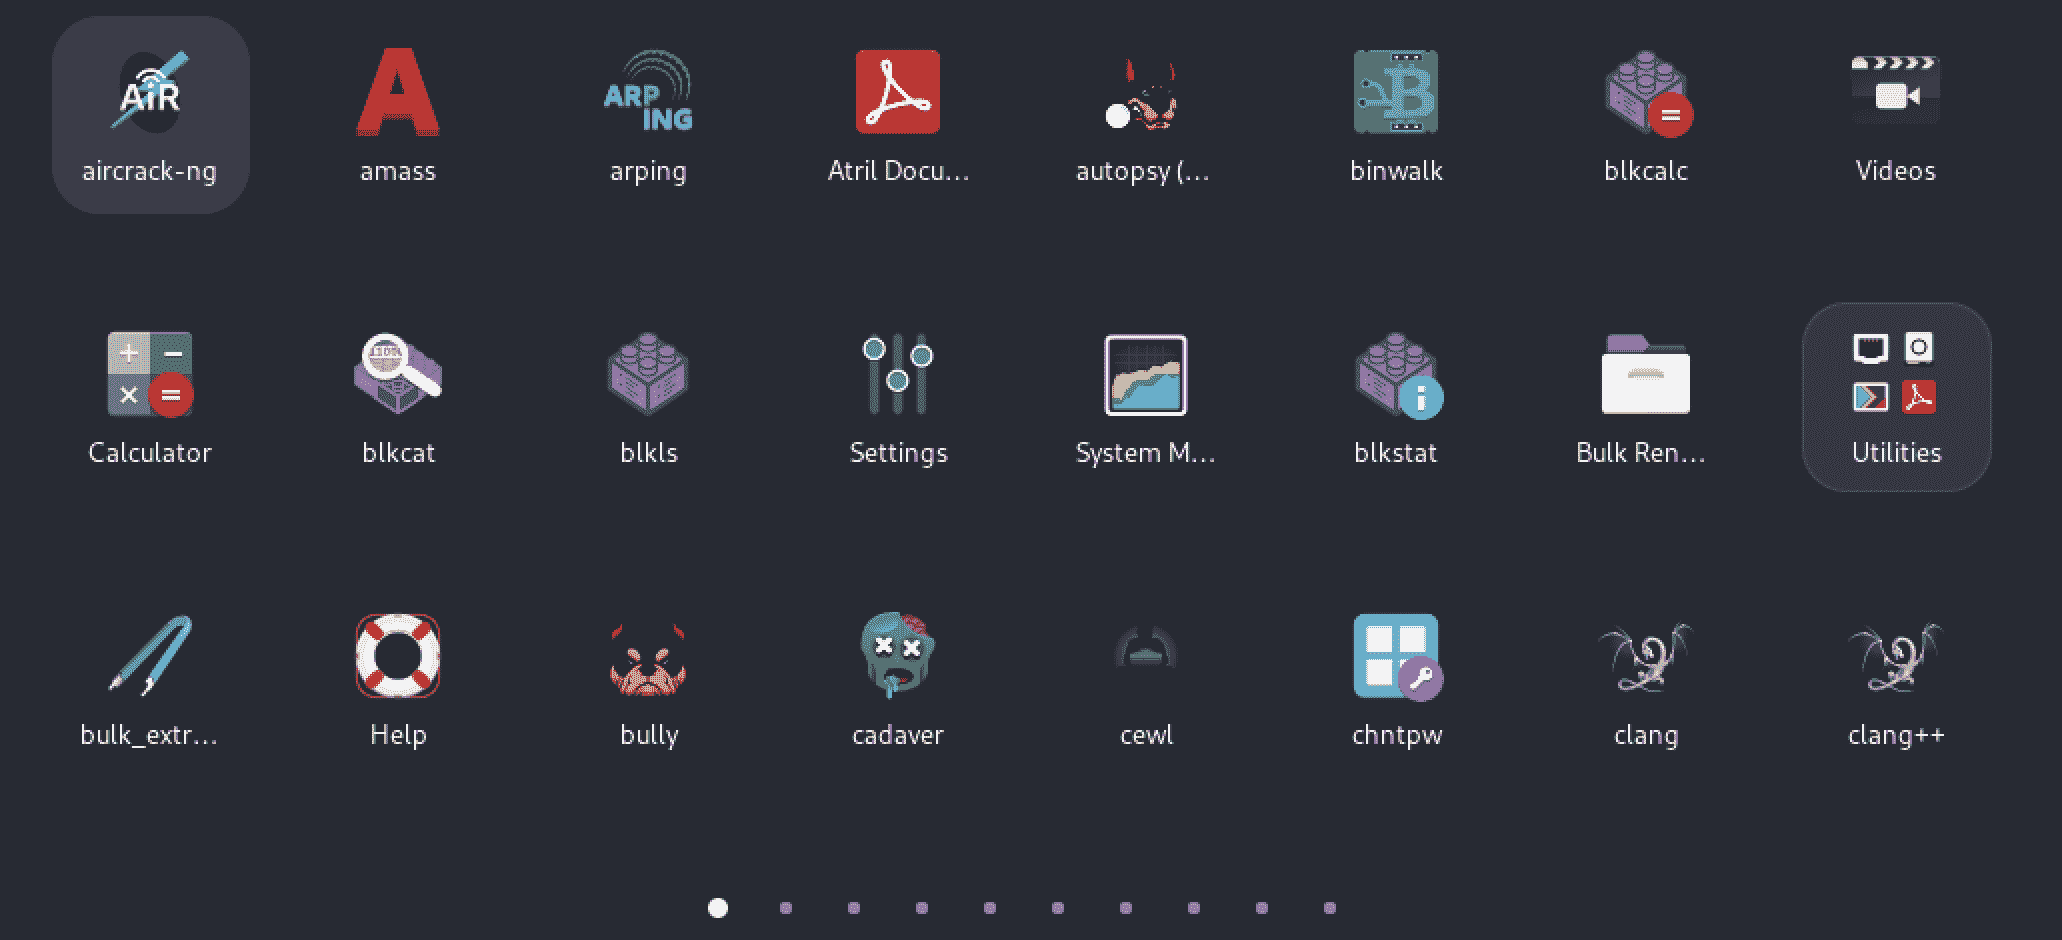 AiR
aircrack-ng
amass
ARP
ING
arping
Atril Docu...
autopsy (...
binwalk
blkcalc
Videos
Calculator
blkcat
blkls
Settings
System M...
blkstat
Bulk Ren...
Utilities
bulk_extr...
Help
bully
cadaver
cewl
chntpw
clang
clang++